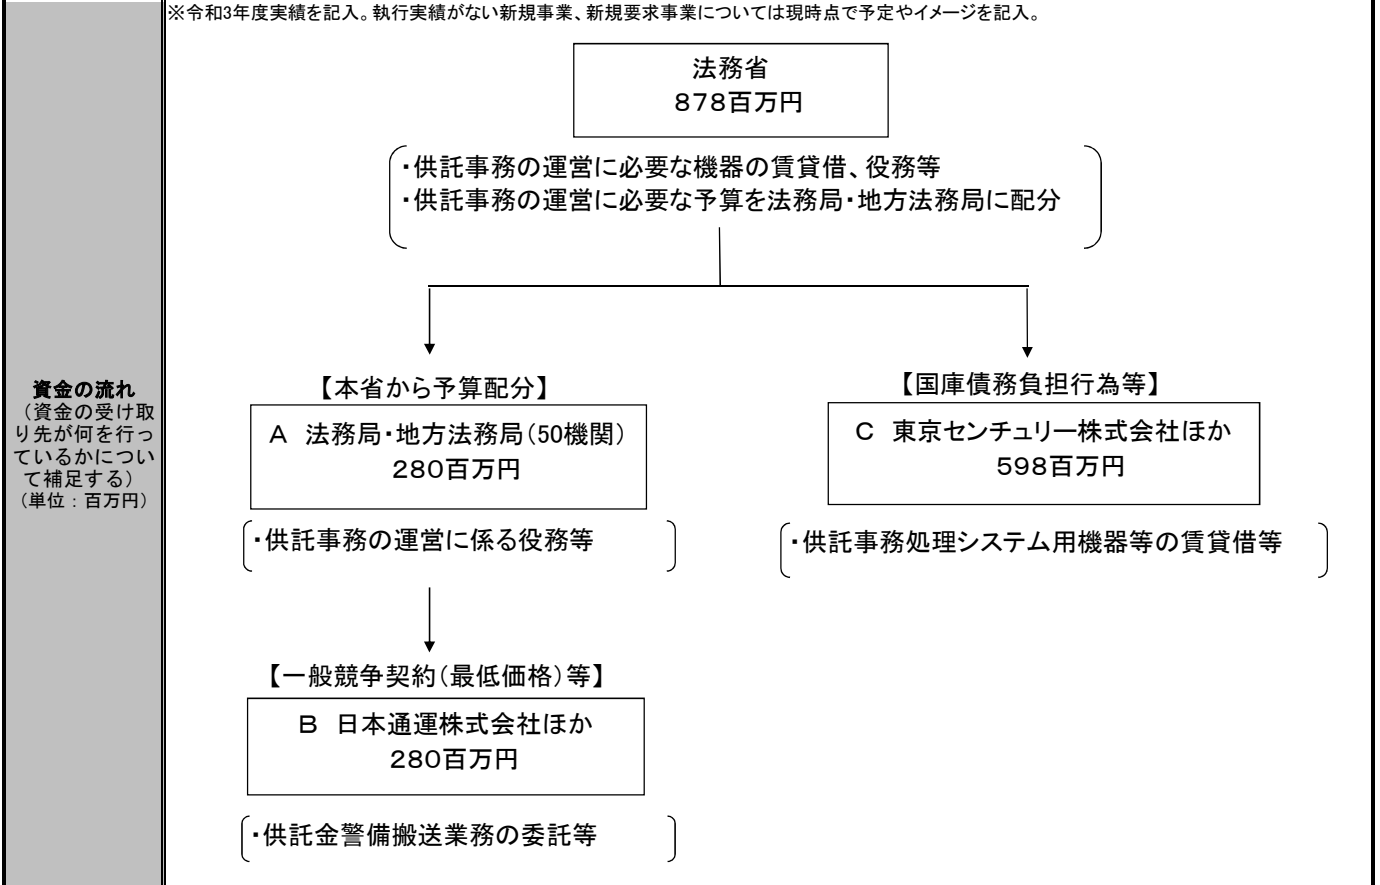 ※令和3年度実績を記入。執行実績がない新規事業、新規要求事業については現時点で予定やイメージを記入。
法務省
878百万円
・供託事務の運営に必要な機器の賃貸借、役務等
・供託事務の運営に必要な予算を法務局・地方法務局に配分
資金の流れ
（資金の受け取
り先が何を行っ
ているかについ
て補足する）
（単位：百万円）
【本省から予算配分】
A 法務局・地方法務局（50機関）
280百万円
・供託事務の運営に係る役務等
【国庫債務負担行為等】
C 東京センチュリー株式会社ほか
598百万円
・供託事務処理システム用機器等の賃貸借等
【一般競争契約（最低価格）等】
B 日本通運株式会社ほか
280百万円
・供託金警備搬送業務の委託等